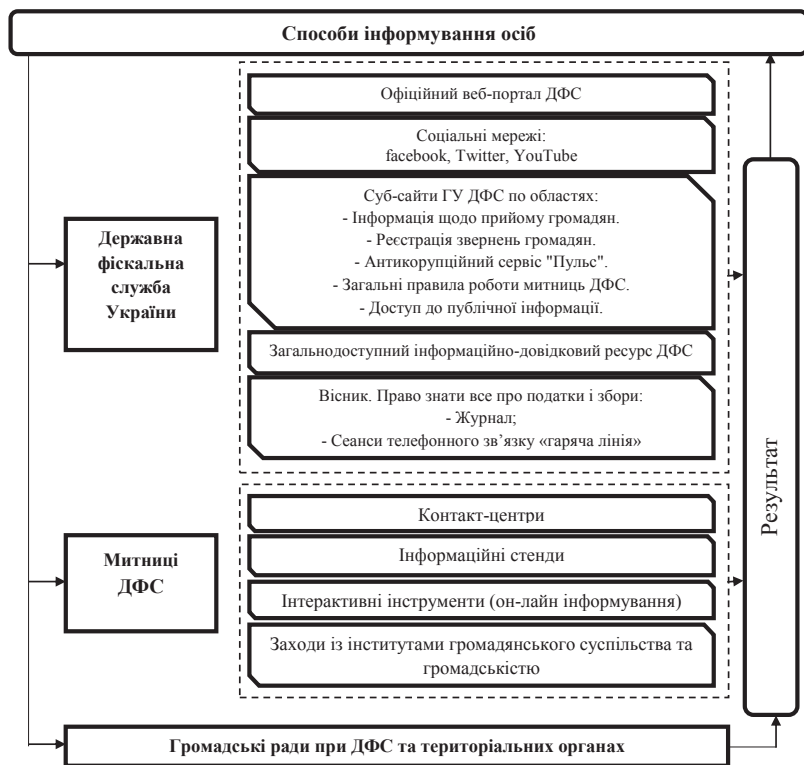 Способи інформування осіб
Офіційний веб-портал ДФС
Соціальні мережі:
facebook, Twitter, YouTube
Суб-сайти ГУ ДФС по областях:
- Інформація щодо прийому громадян.
- Реєстрація звернень громадян.
- Антикорупційний сервіс "Пульс".
- Загальні правила роботи митниць ДФС.
- Доступ до публічної інформації.
Державна
фіскальна
служба
України
Загальнодоступний інформаційно-довідковий ресурс ДФС
Вісник. Право знати все про податки і збори:
- Журнал;
- Сеанси телефонного зв’язку «гаряча лінія»
Контакт-центри
Інформаційні стенди
Інтерактивні інструменти (он-лайн інформування)
Заходи із інститутами громадянського суспільства та
громадськістю
Митниці
ДФС
Результат
Громадські ради при ДФС та територіальних органах